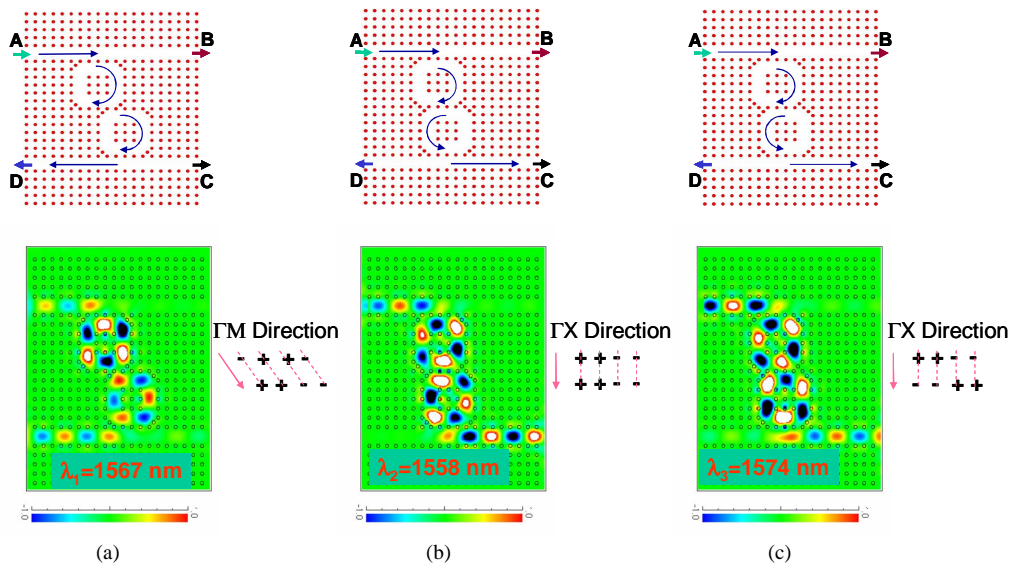 A B
D C
A B
D C
A B
D C
ΓM Direction
- + + -
+ + - -
λ1=1567 nm
ΓX Direction
+ + - -
+ + - -
λ2=1558 nm
ΓX Direction
+ + - -
- - + +
λ3=1574 nm
(a) (b) (c)